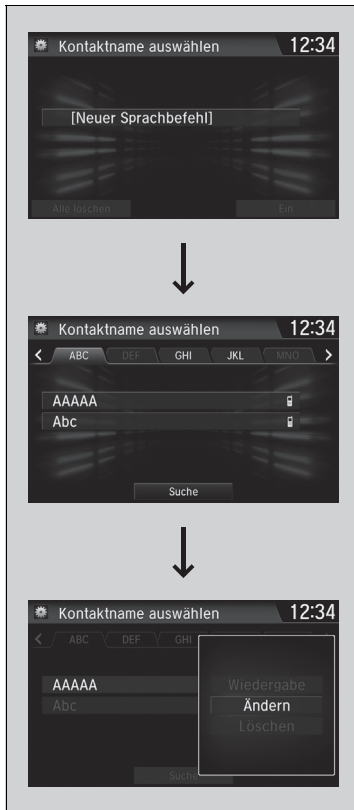 Kontaktname auswählen 12:34
[Neuer Sprachbefehl]
Alle löschen Ein
Kontaktname auswählen 12:34
ABC DEF GHI JKL MNO
AAAAA
Abc
Suche
Kontaktname auswählen 12:34
ABC DEF GHI
AAAAA
Abc
Wiedergabe
Ändern
Löschen
Suche